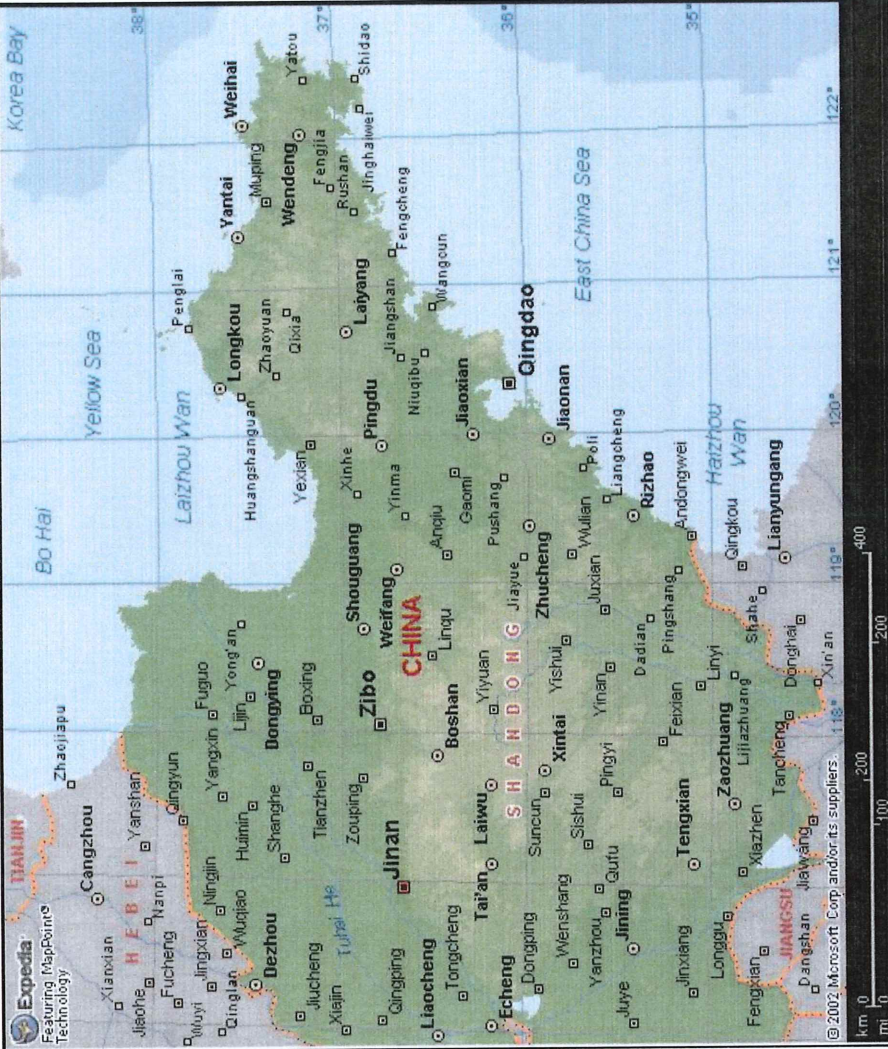 Expedia®
Featuring MapPoint®
Technology
TIANJIN
Korea Bay
Bo Hai
Zhaojiapu
Cangzhou
Yellow Sea
Xianxian
HEBEI
Yanshan
38°
Jiaohe
Nanpi
Fucheng
Qingyun
Laizhou Wan
Penglai
Wuyi
Jingxian
Ningjin
Yangxin
Fuguo
Qinglan
Wuqiao
Huimin
Lijin
Yong'an
Longkou
Yantai
Weihai
Dezhou
Shanghe
Dongying
Huangshanguan
Zhaoyuan
Muping
Jiucheng
Tuhai He
Tianzhen
Boxing
Yexian
Qixia
Wendeng
Yatou
Xiajin
Zouping
Shouguang
Xinhe
Laiyang
Fengjia
Rushan
37°
Qingping
Jinan
Zibo
Weifang
Yinma
Pingdu
Jiangshan
Jinghaiwei
Shidao
Liaocheng
Tongcheng
CHINA
Linqu
Anqiu
Niuqibu
Fengcheng
Boshan
Gaomi
Jiaoxian
Wangcun
Echeng
Tai'an
Laiwu
Yiyuan
Jiayue
Pushang
Qingdao
SHANDONG
36°
Dongping
Suncun
Xintai
Yishui
Zhucheng
Jiaonan
Wenshang
Sishui
Wulian
Poli
East China Sea
Yanzhou
Qufu
Pingyi
Yinan
Juxian
Liangcheng
Juye
Jining
Dadian
Rizhao
Jinxiang
Tengxian
Feixian
Pingshang
Andongwei
35°
Longgu
Zaozhuang
Linyi
Lijiazhuang
Qingkou
Haizhou
Wan
Fengxian
Xiazhen
Shahe
Lianyungang
JIANGSU
Dangshan
Jiawang
Tancheng
Donghai
Xin'an
118°
119°
120°
121°
122°
© 2002 Microsoft Corp and/or its suppliers.
km 0 200 400
mi 0 100 200